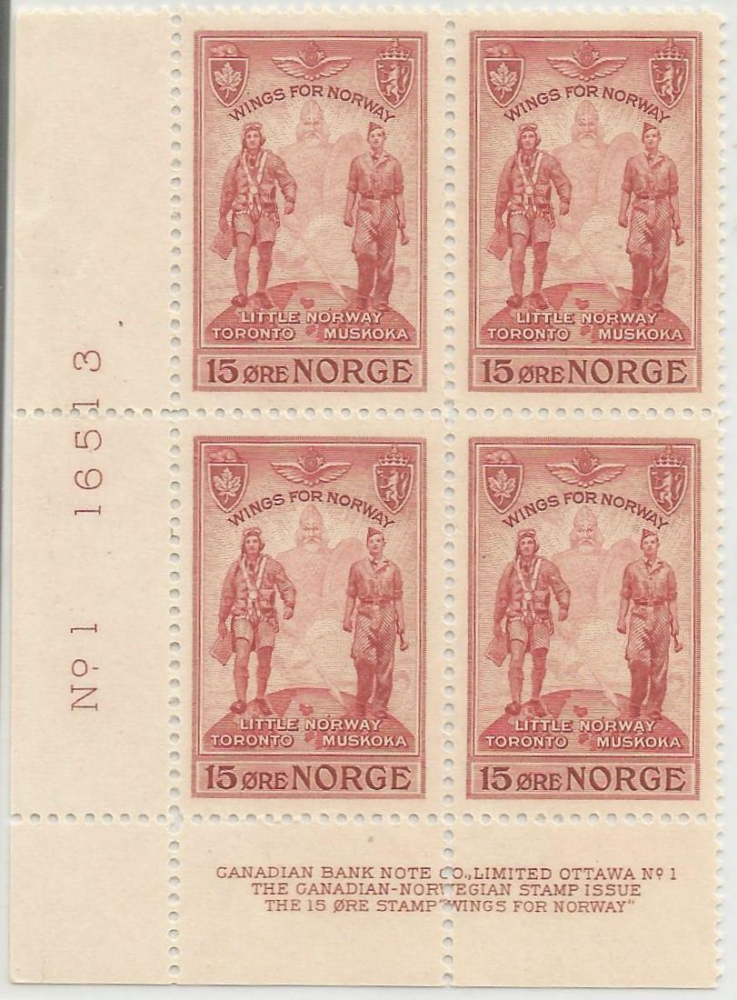 WINGS FOR NORWAY
LITTLE NORWAY
TORONTO MUSKOKA
15 ØRE NORGE
WINGS FOR NORWAY
LITTLE NORWAY
TORONTO MUSKOKA
15 ØRE NORGE
WINGS FOR NORWAY
LITTLE NORWAY
TORONTO MUSKOKA
15 ØRE NORGE
WINGS FOR NORWAY
LITTLE NORWAY
TORONTO MUSKOKA
15 ØRE NORGE
Nº 1 16513
CANADIAN BANK NOTE CO., LIMITED OTTAWA Nº 1
THE CANADIAN-NORWEGIAN STAMP ISSUE
THE 15 ØRE STAMP "WINGS FOR NORWAY"